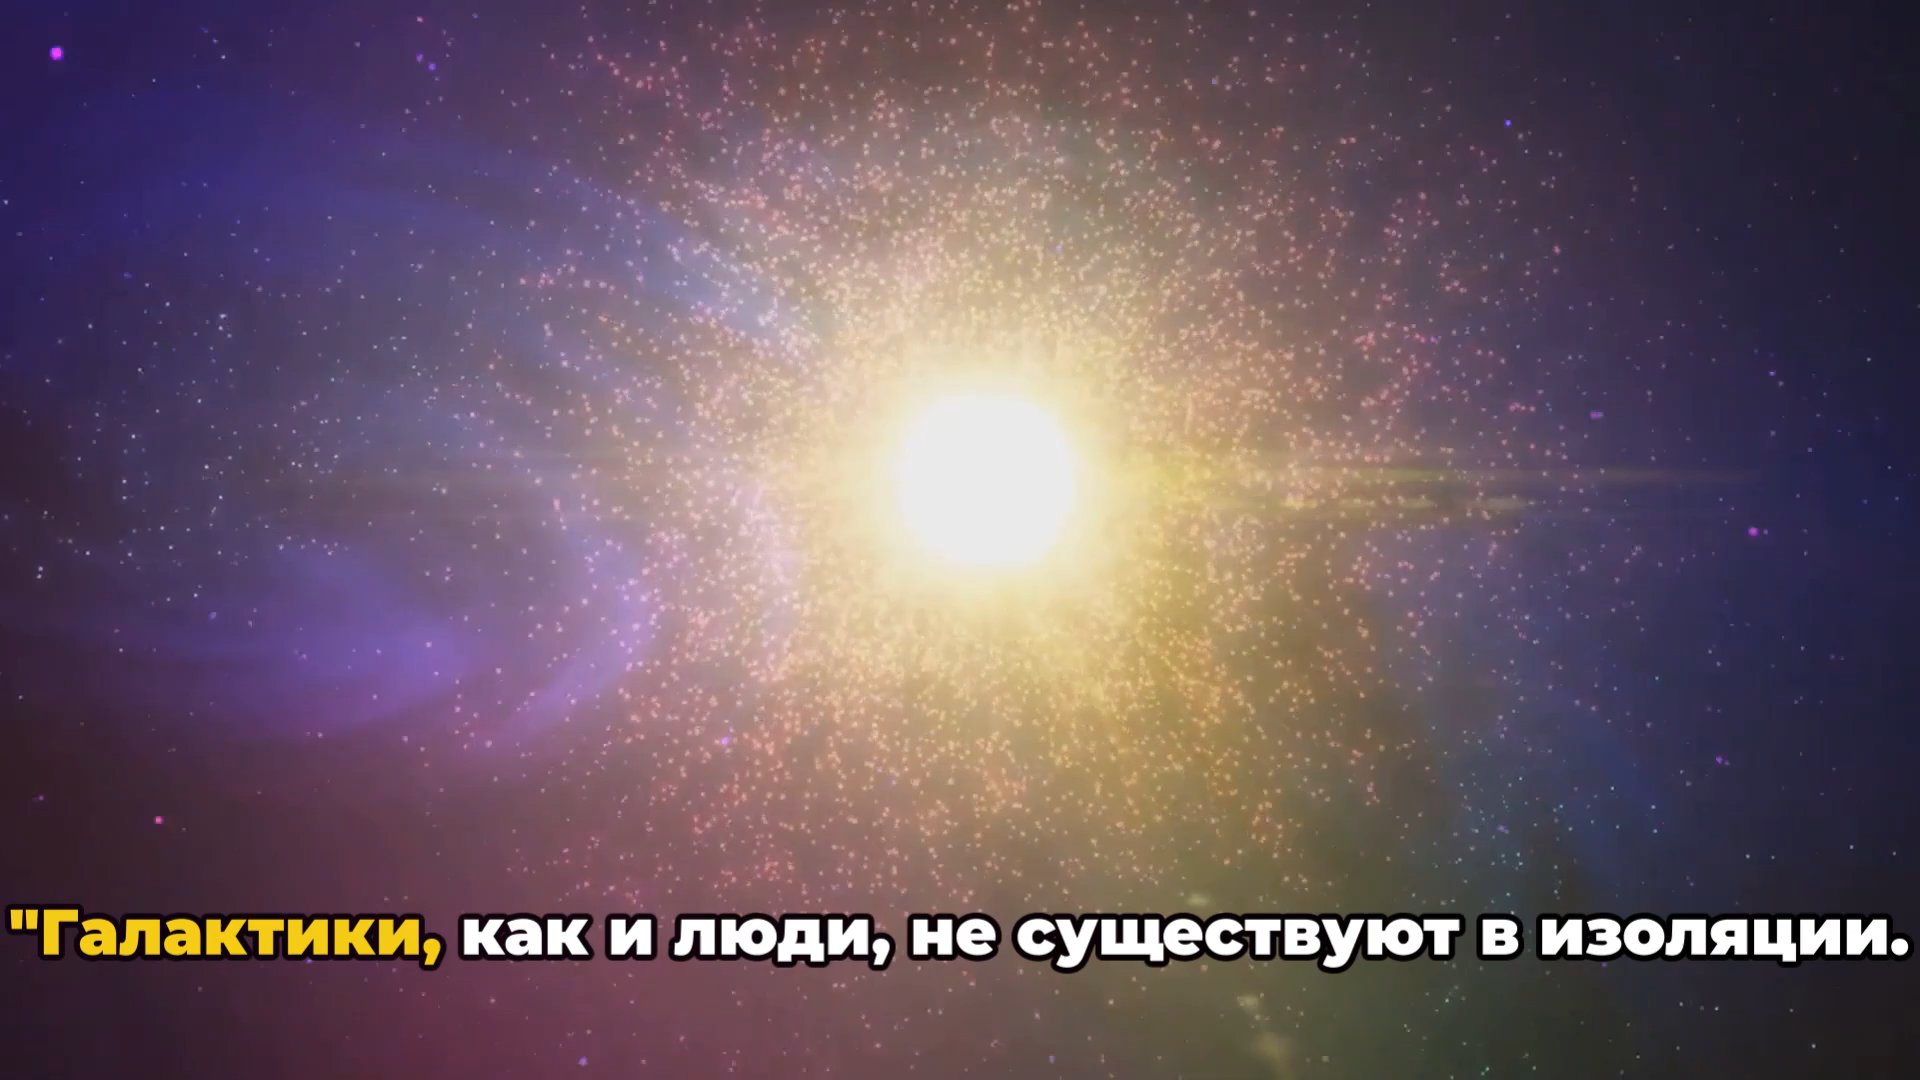 "Галактики, как и люди, не существуют в изоляции.